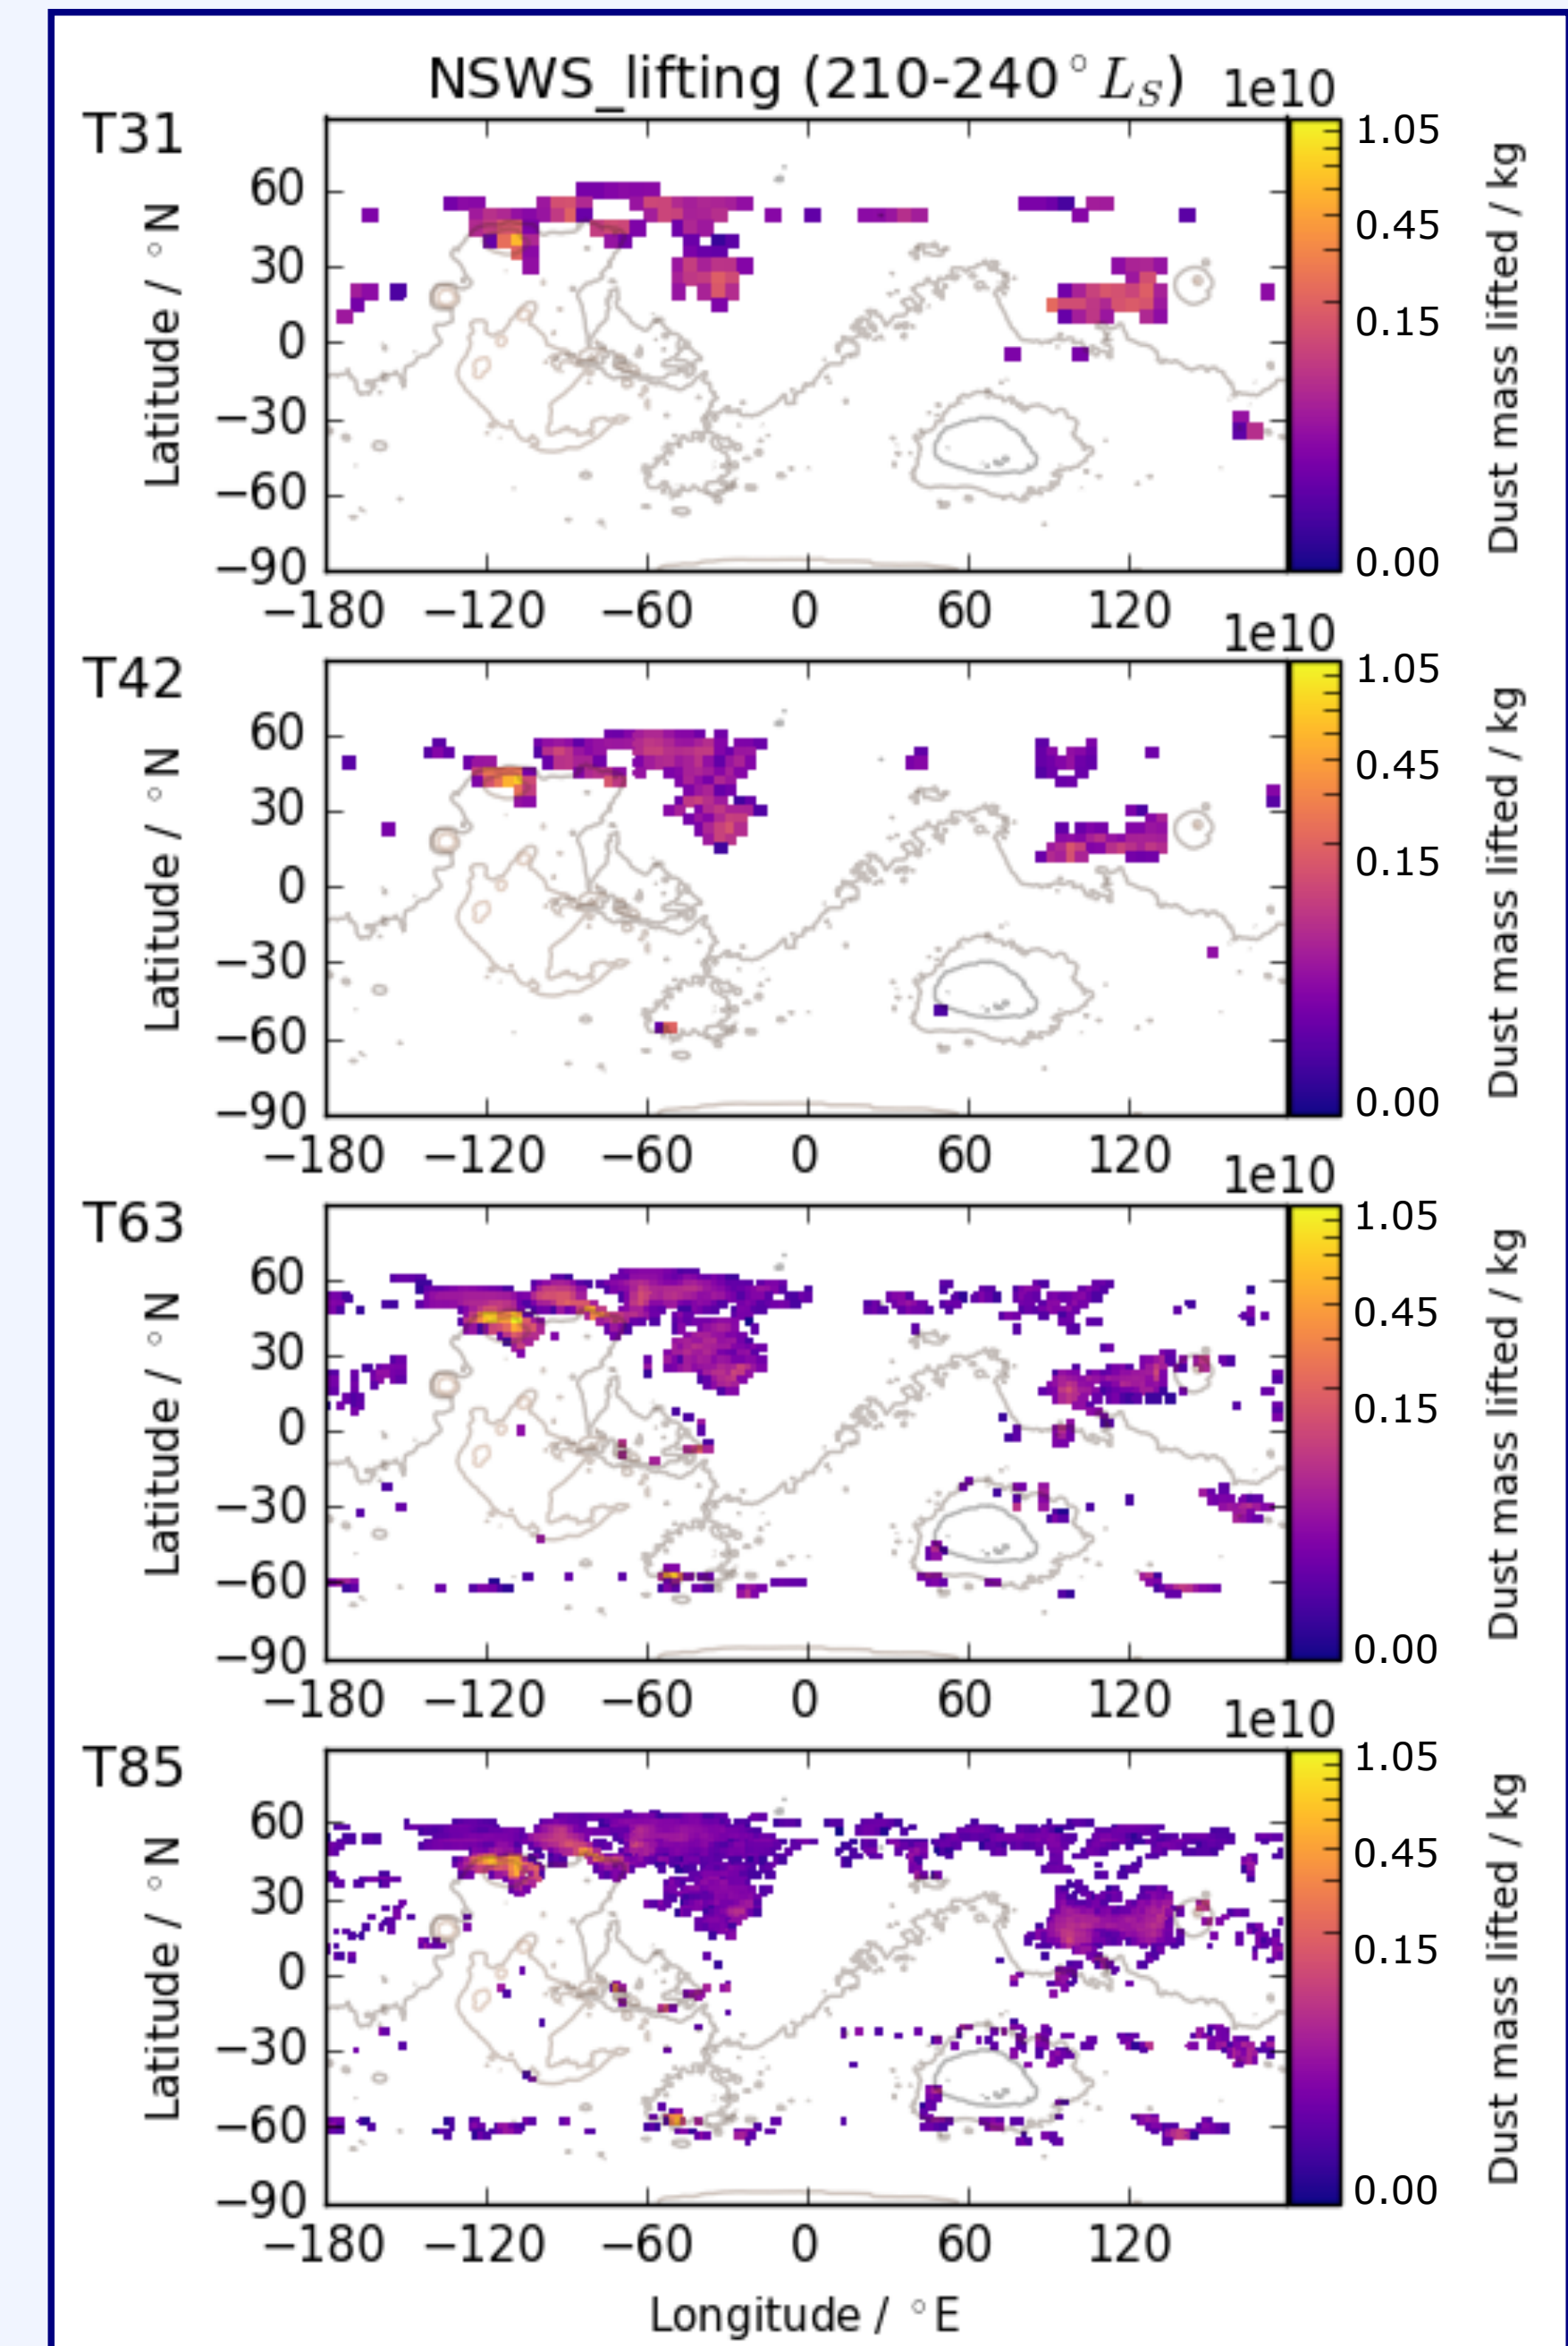 NSWS_lifting (210-240°L_S) 1e10
T31
60
30
0
−30
−60
−90
−180 −120 −60 0 60 120
Latitude / °N
1.05
0.45
0.15
0.00
Dust mass lifted / kg
1e10
T42
60
30
0
−30
−60
−90
−180 −120 −60 0 60 120
Latitude / °N
1.05
0.45
0.15
0.00
Dust mass lifted / kg
1e10
T63
60
30
0
−30
−60
−90
−180 −120 −60 0 60 120
Latitude / °N
1.05
0.45
0.15
0.00
Dust mass lifted / kg
1e10
T85
60
30
0
−30
−60
−90
−180 −120 −60 0 60 120
Latitude / °N
1.05
0.45
0.15
0.00
Dust mass lifted / kg
Longitude / °E